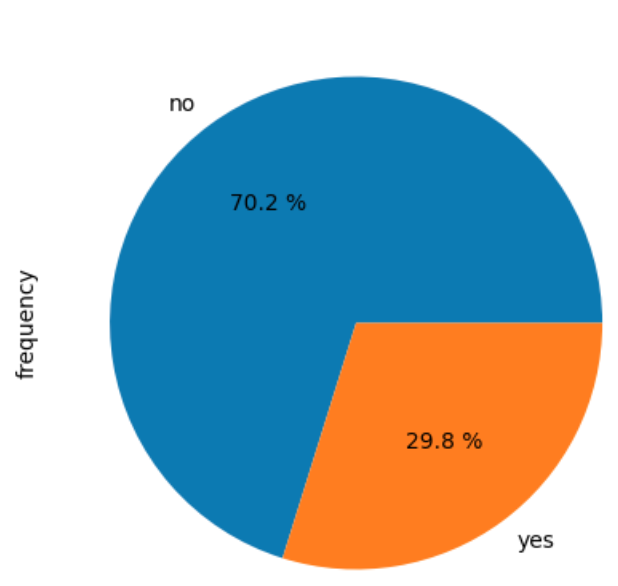 no
70.2 %
frequency
29.8 %
yes